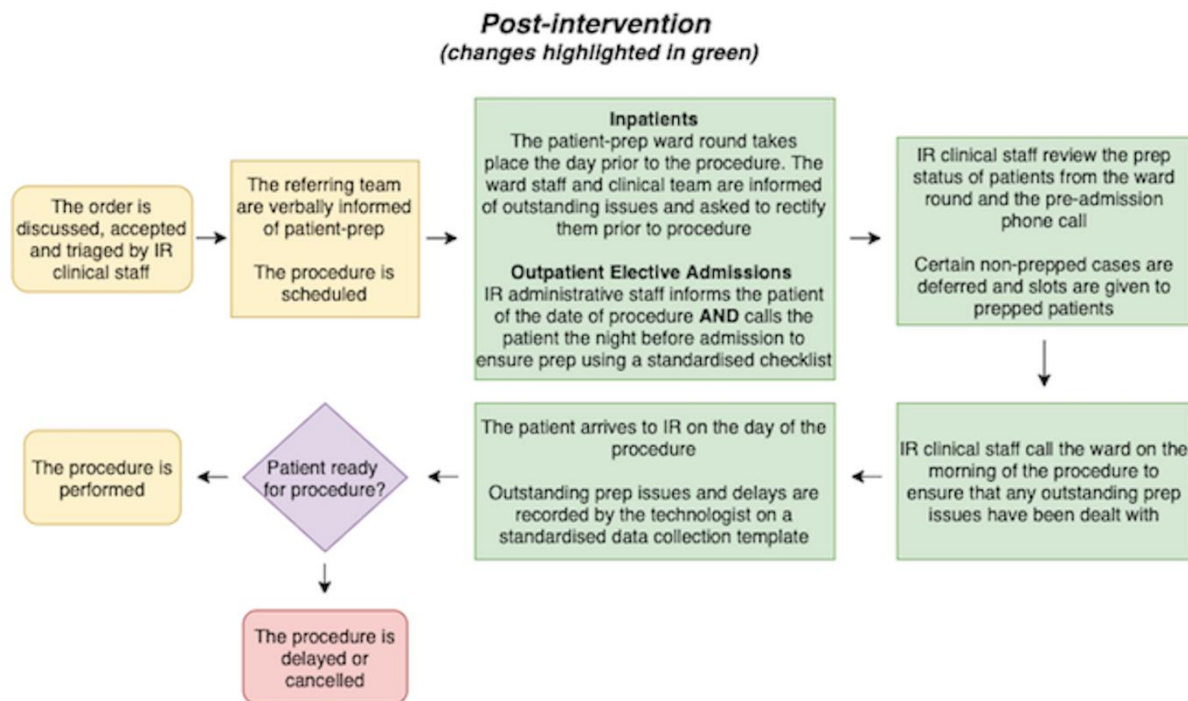 Post-intervention
(changes highlighted in green)
The order is
discussed, accepted
and triaged by IR
clinical staff
The referring team
are verbally informed
of patient-prep
The procedure is
scheduled
Inpatients
The patient-prep ward round takes
place the day prior to the procedure. The
ward staff and clinical team are informed
of outstanding issues and asked to rectify
them prior to procedure
Outpatient Elective Admissions
IR administrative staff informs the patient
of the date of procedure AND calls the
patient the night before admission to
ensure prep using a standardised checklist
IR clinical staff review the prep
status of patients from the ward
round and the pre-admission
phone call
Certain non-prepped cases are
deferred and slots are given to
prepped patients
IR clinical staff call the ward on the
morning of the procedure to
ensure that any outstanding prep
issues have been dealt with
The patient arrives to IR on the day of the
procedure
Outstanding prep issues and delays are
recorded by the technologist on a
standardised data collection template
Patient ready
for procedure?
The procedure is
performed
The procedure is
delayed or
cancelled